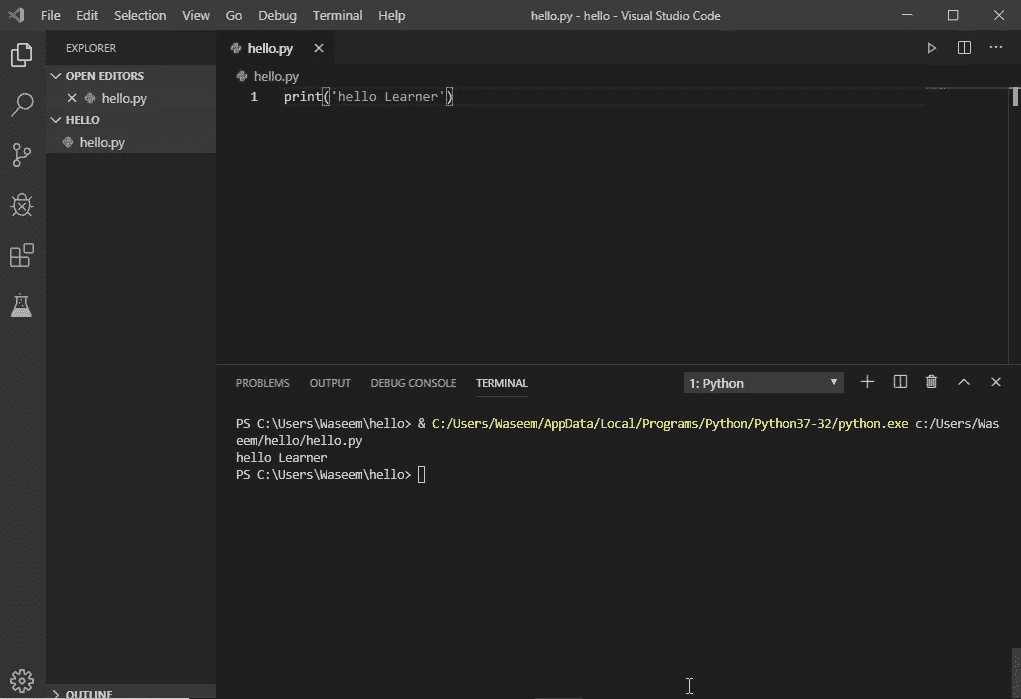 File Edit Selection View Go Debug Terminal Help hello.py - hello - Visual Studio Code
EXPLORER
OPEN EDITORS
hello.py
HELLO
hello.py
OUTLINE
hello.py
hello.py
1 print('hello Learner')
PROBLEMS OUTPUT DEBUG CONSOLE TERMINAL 1: Python
PS C:\Users\Waseem\hello> & C:/Users/Waseem/AppData/Local/Programs/Python/Python37-32/python.exe c:/Users/Was
eem/hello/hello.py
hello Learner
PS C:\Users\Waseem\hello>